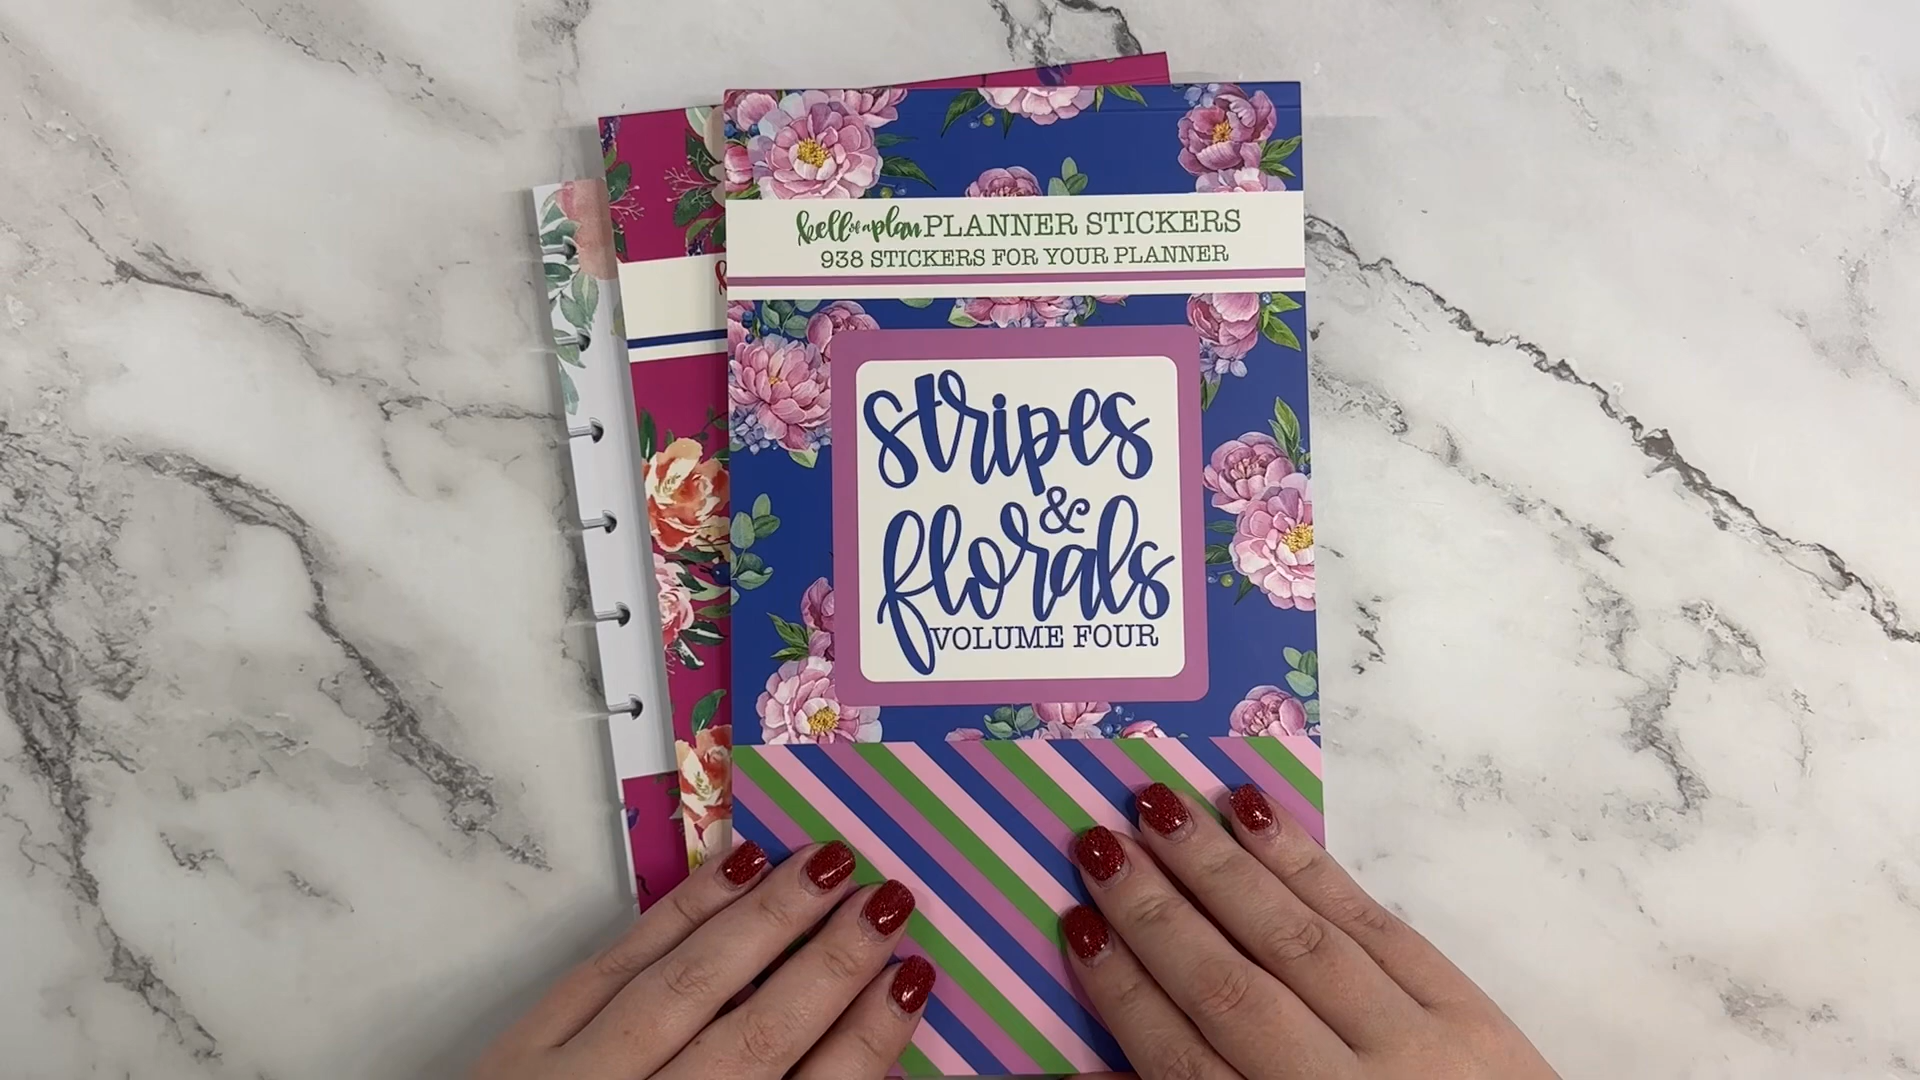 hell of a plan PLANNER STICKERS
938 STICKERS FOR YOUR PLANNER
stripes
&
florals
VOLUME FOUR